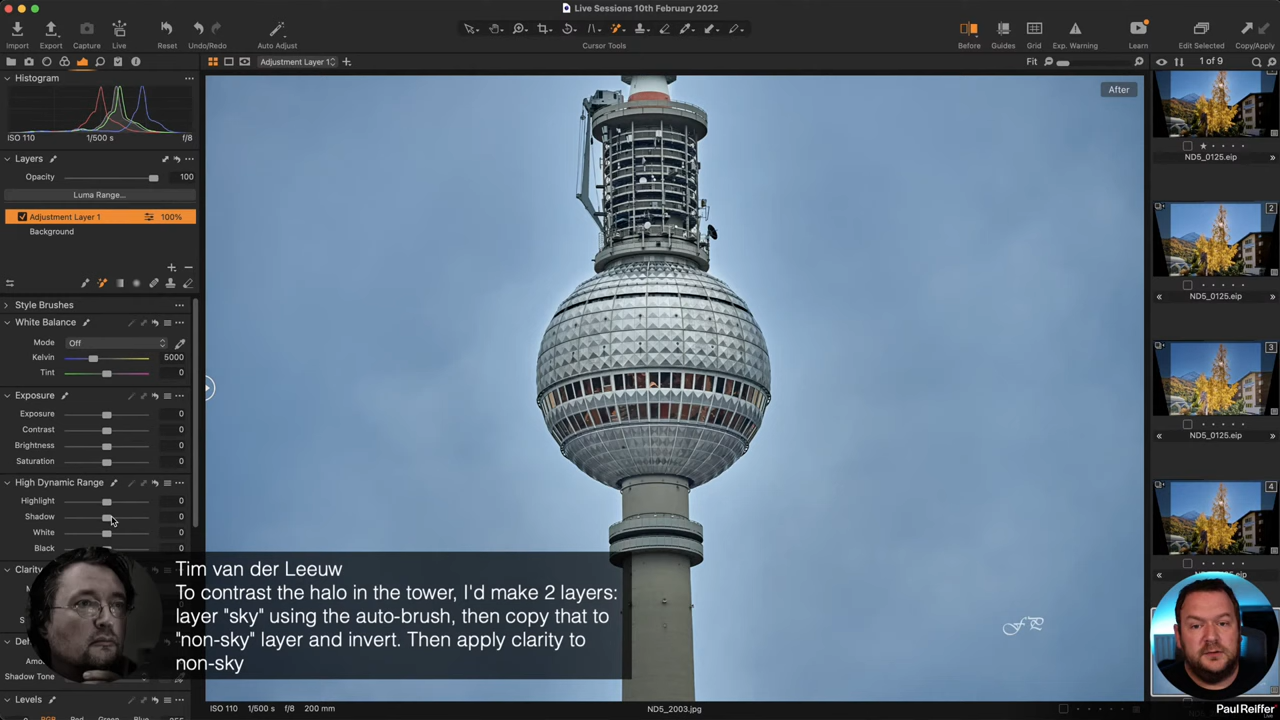 Live Sessions 10th February 2022
Import
Export
Capture
Live
Reset
Undo/Redo
Auto Adjust
Cursor Tools
Before
Guides
Grid
Exp. Warning
Learn
Edit Selected
Copy/Apply
Adjustment Layer 1
Fit
1 of 9
Histogram
ISO 110
1/500 s
f/8
Layers
Opacity
100
Luma Range...
Adjustment Layer 1
100%
Background
Style Brushes
White Balance
Mode
Off
Kelvin
5000
Tint
0
Exposure
Exposure
0
Contrast
0
Brightness
0
Saturation
0
High Dynamic Range
Highlight
0
Shadow
0
White
0
Black
0
Shadow Tone
Levels
After
ND5_0125.eip
2
ND5_0125.eip
3
ND5_0125.eip
4
Tim van der Leeuw
To contrast the halo in the tower, I'd make 2 layers:
layer "sky" using the auto-brush, then copy that to
"non-sky" layer and invert. Then apply clarity to
non-sky
ISO 110
1/500 s
f/8
200 mm
ND5_2003.jpg
PaulReiffer